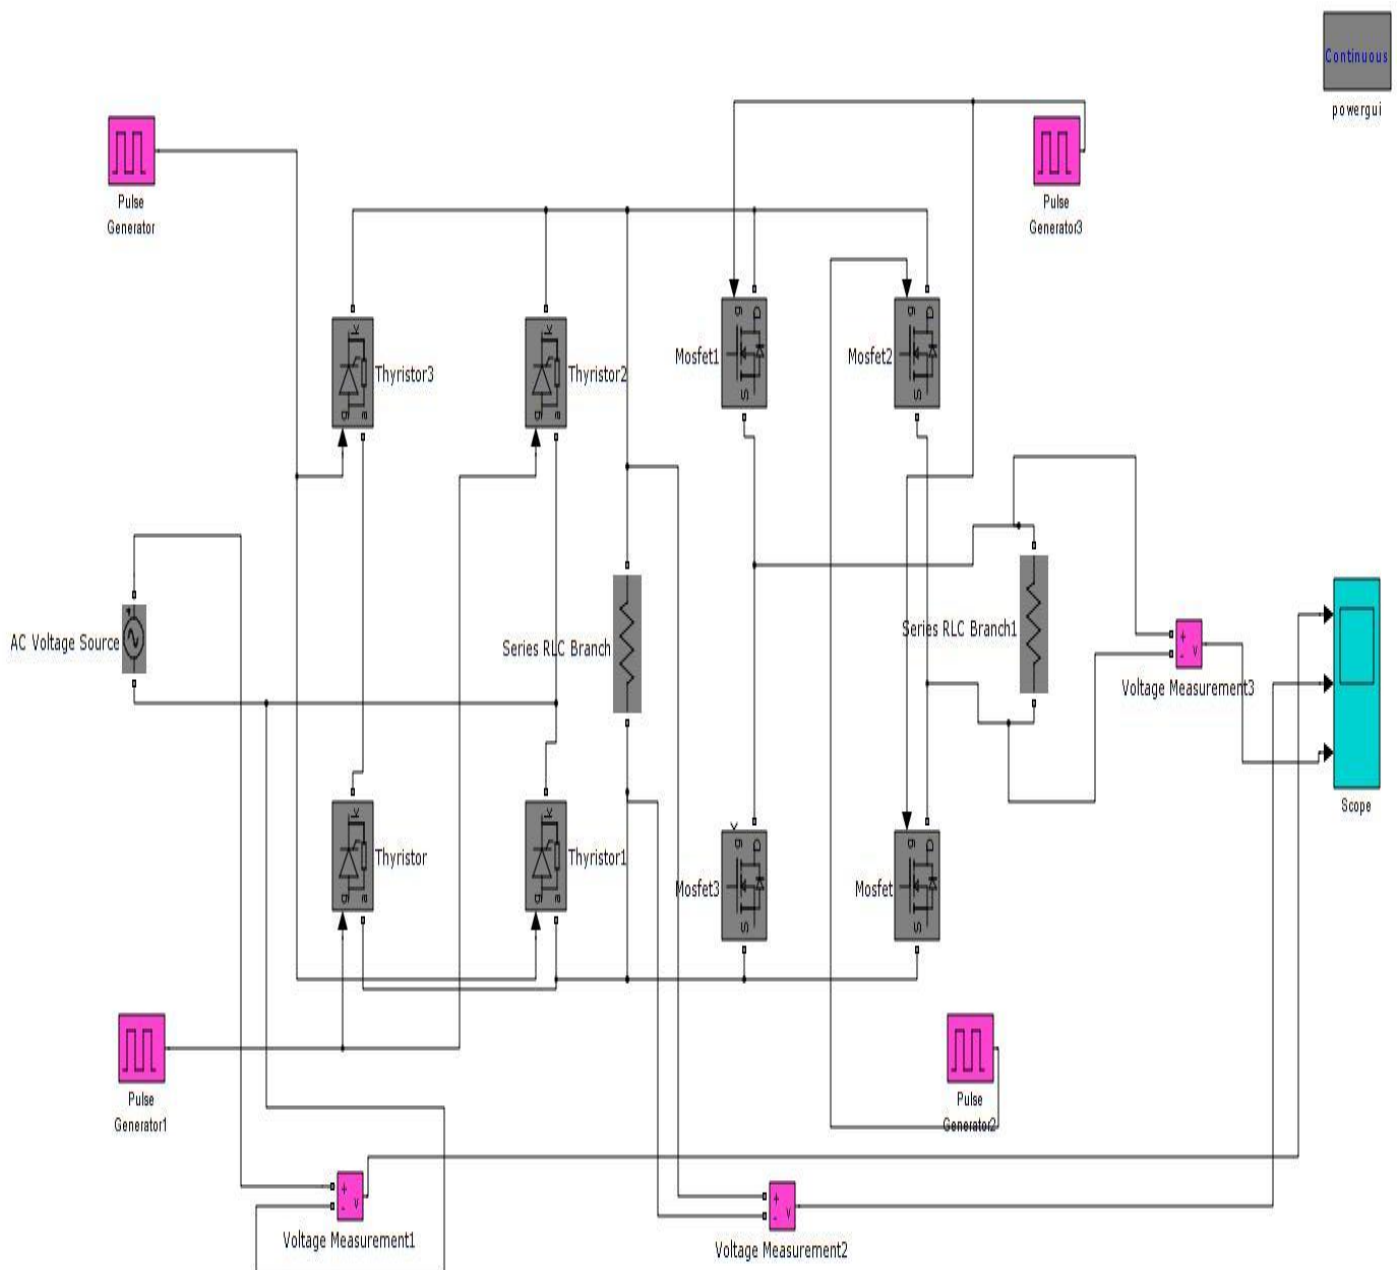 Continuous
powergui
Pulse
Generator
Pulse
Generator3
g
D
S
Mosfet1
g
D
S
Mosfet2
k
g
a
Thyristor3
k
g
a
Thyristor2
AC Voltage Source
Series RLC Branch
Series RLC Branch1
+
-
v
Voltage Measurement3
Scope
k
g
a
Thyristor
k
g
a
Thyristor1
g
D
S
Mosfet3
g
D
S
Mosfet
Pulse
Generator1
Pulse
Generator2
+
-
v
Voltage Measurement1
+
-
v
Voltage Measurement2